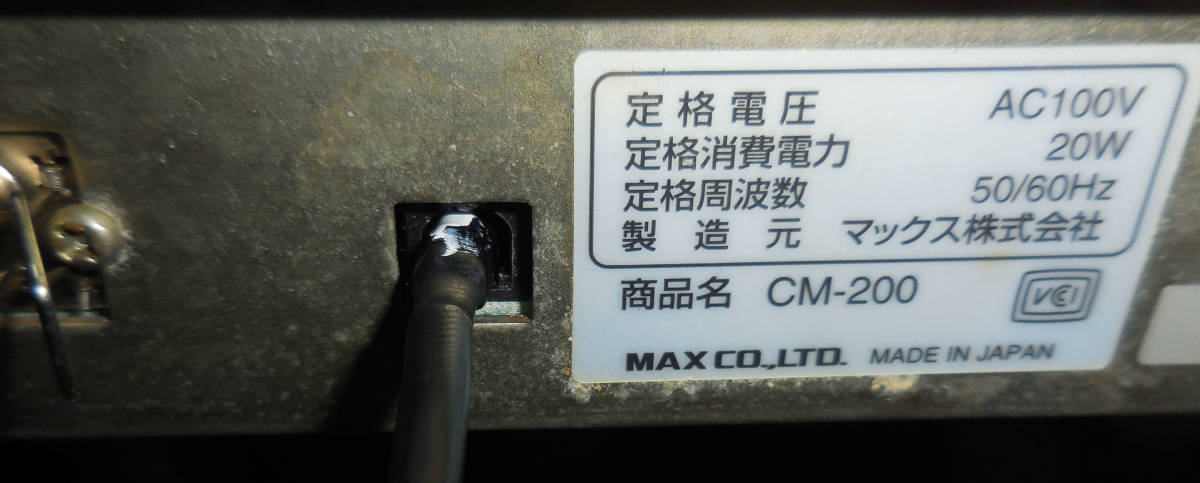 定格電圧 AC100V
定格消費電力 20W
定格周波数 50/60Hz
製造元 マックス株式会社
商品名 CM-200
VCI
MAX CO.,LTD. MADE IN JAPAN